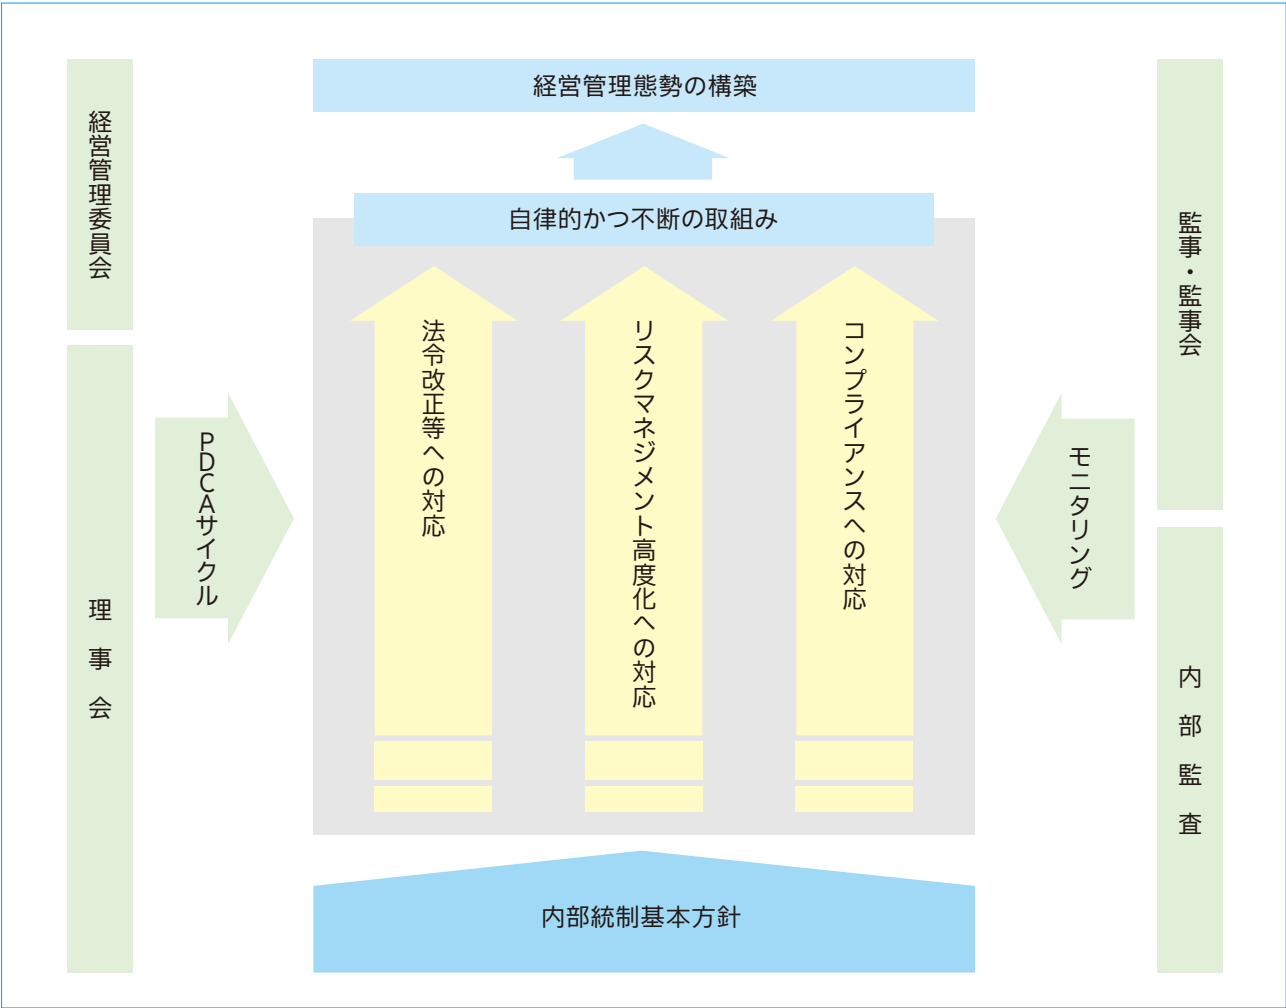 経営管理態勢の構築
自律的かつ不断の取組み
経営管理委員会
理事会
PDCAサイクル
法令改正等への対応
リスクマネジメント高度化への対応
コンプライアンスへの対応
モニタリング
監事・監事会
内部監査
内部統制基本方針